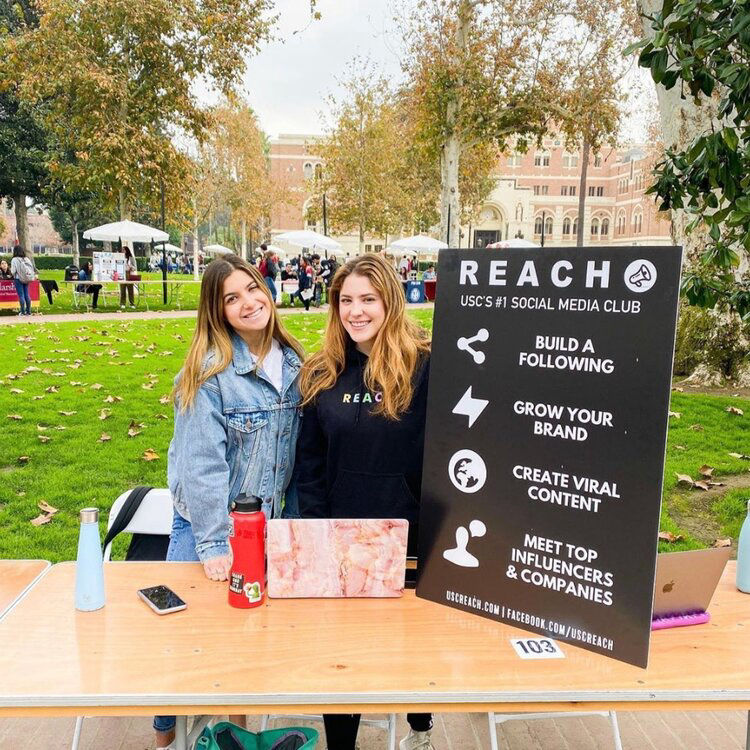 REACH
USC'S #1 SOCIAL MEDIA CLUB
BUILD A
FOLLOWING
GROW YOUR
BRAND
CREATE VIRAL
CONTENT
MEET TOP
INFLUENCERS
& COMPANIES
USCREACH.COM | FACEBOOK.COM/USCREACH
103
REACH